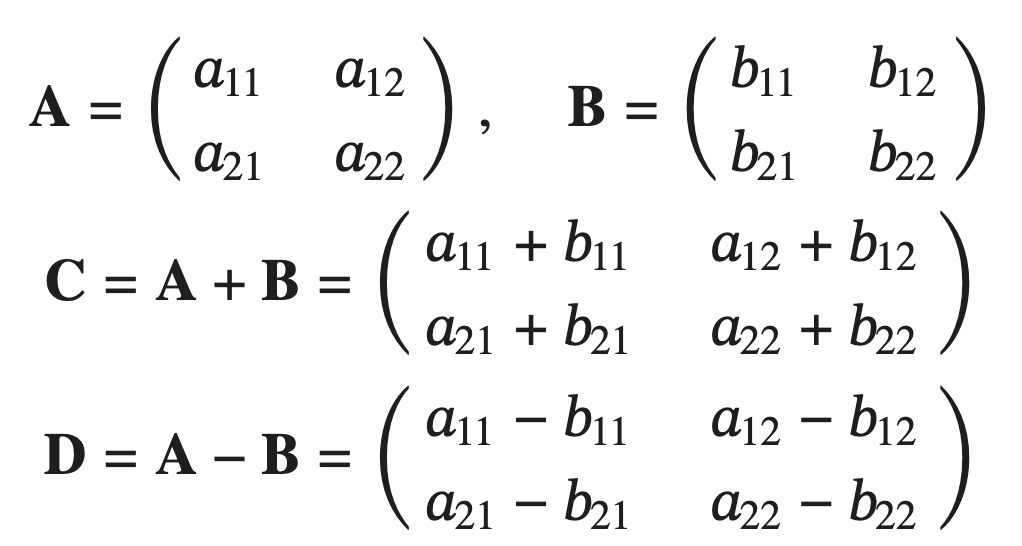 A = ( a11 a12 a21 a22 ) , B = ( b11 b12 b21 b22 )
C = A + B = ( a11 + b11 a12 + b12 a21 + b21 a22 + b22 )
D = A − B = ( a11 − b11 a12 − b12 a21 − b21 a22 − b22 )